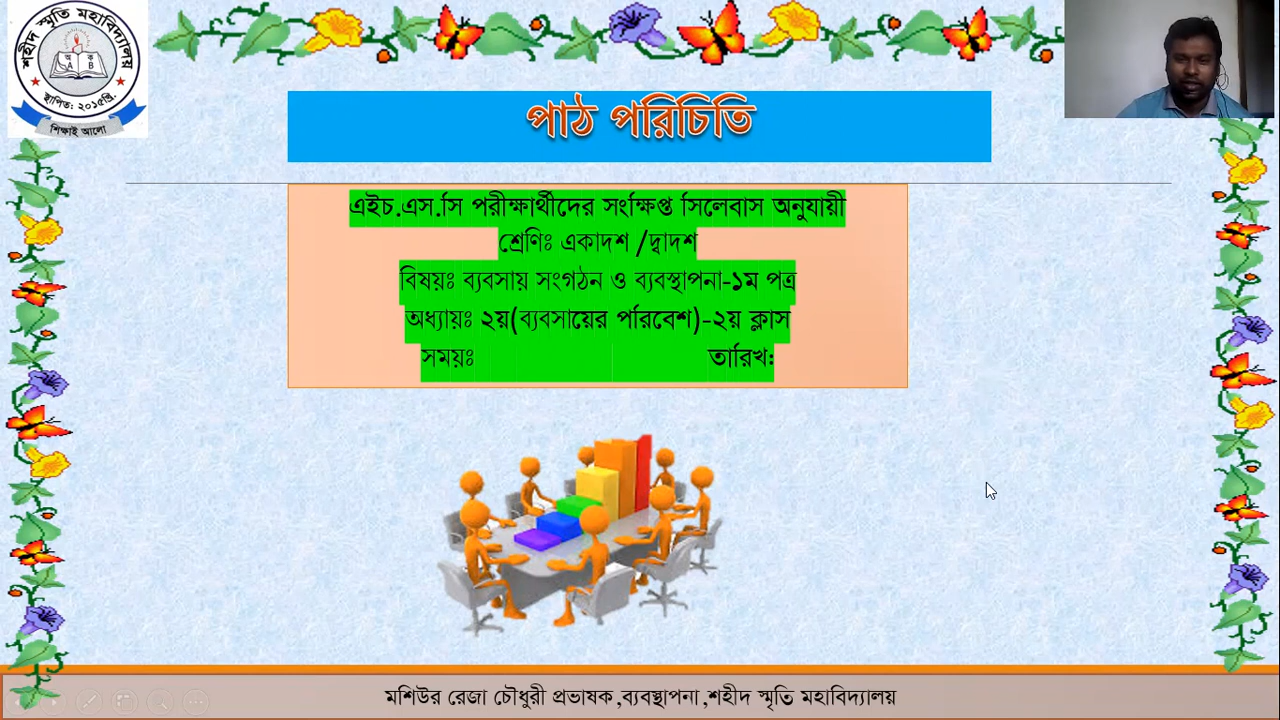 শহীদ স্মৃতি মহাবিদ্যালয়
অ ক
A B
স্থাপিত: ২০১৫খ্রি.
শিক্ষাই আলো
পাঠ পরিচিতি
এইচ.এস.সি পরীক্ষার্থীদের সংক্ষিপ্ত সিলেবাস অনুযায়ী
শ্রেণিঃ একাদশ /দ্বাদশ
বিষয়ঃ ব্যবসায় সংগঠন ও ব্যবস্থাপনা-১ম পত্র
অধ্যায়ঃ ২য়(ব্যবসায়ের পরিবেশ)-২য় ক্লাস
সময়ঃ তারিখ:
মশিউর রেজা চৌধুরী প্রভাষক,ব্যবস্থাপনা,শহীদ স্মৃতি মহাবিদ্যালয়